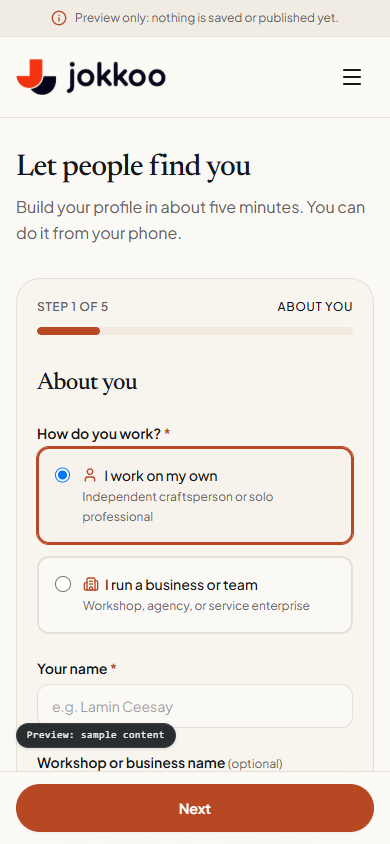 Preview only: nothing is saved or published yet.
jokkoo
Let people find you
Build your profile in about five minutes. You can
do it from your phone.
STEP 1 OF 5
ABOUT YOU
About you
How do you work? *
I work on my own
Independent craftsperson or solo
professional
I run a business or team
Workshop, agency, or service enterprise
Your name *
e.g. Lamin Ceesay
Preview: sample content
Workshop or business name (optional)
Next